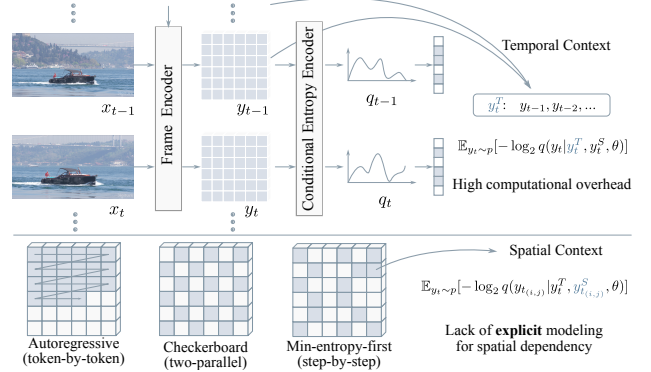 Temporal Context
x_{t−1}
Frame Encoder
y_{t−1}
Conditional Entropy Encoder
q_{t−1}
y_t^T: y_{t−1}, y_{t−2}, ...
𝔼_{y_t∼p}[− log_2 q(y_t|y_t^T, y_t^S, θ)]
High computational overhead
x_t
y_t
q_t
Spatial Context
𝔼_{y_t∼p}[− log_2 q(y_{t_{(i,j)}}|y_t^T, y_{t_{(i,j)}}^S, θ)]
Lack of explicit modeling
for spatial dependency
Autoregressive
(token-by-token)
Checkerboard
(two-parallel)
Min-entropy-first
(step-by-step)